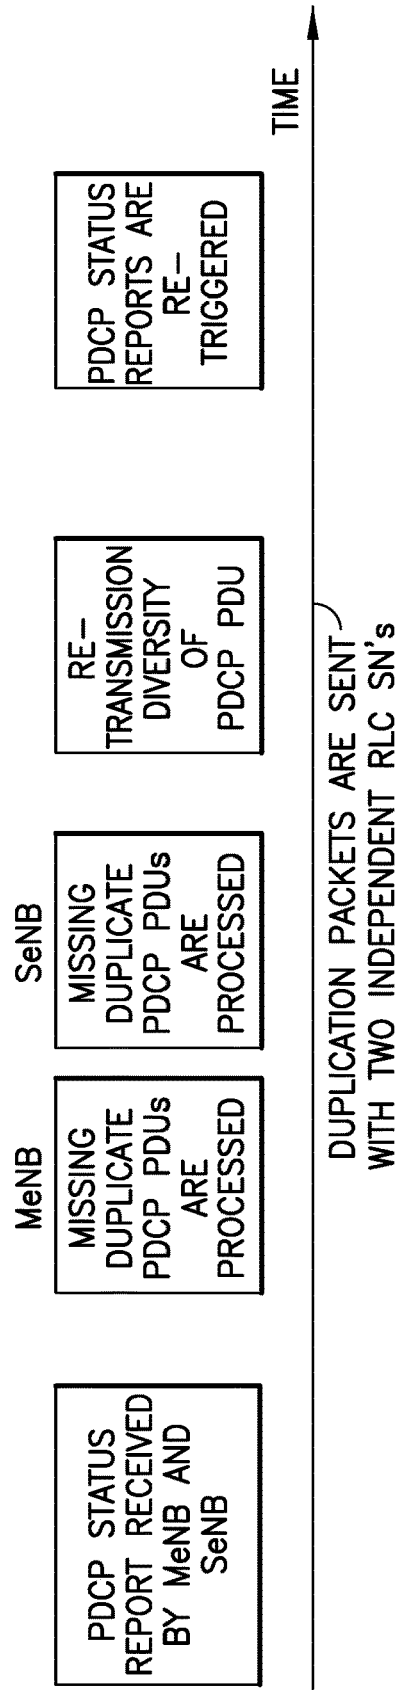 PDCP STATUS
REPORT RECEIVED
BY MeNB AND
SeNB
MeNB
MISSING
DUPLICATE
PDCP PDUs
ARE
PROCESSED
SeNB
MISSING
DUPLICATE
PDCP PDUs
ARE
PROCESSED
RE–
TRANSMISSION
DIVERSITY
OF
PDCP PDU
PDCP STATUS
REPORTS ARE
RE–
TRIGGERED
TIME
DUPLICATION PACKETS ARE SENT
WITH TWO INDEPENDENT RLC SN's